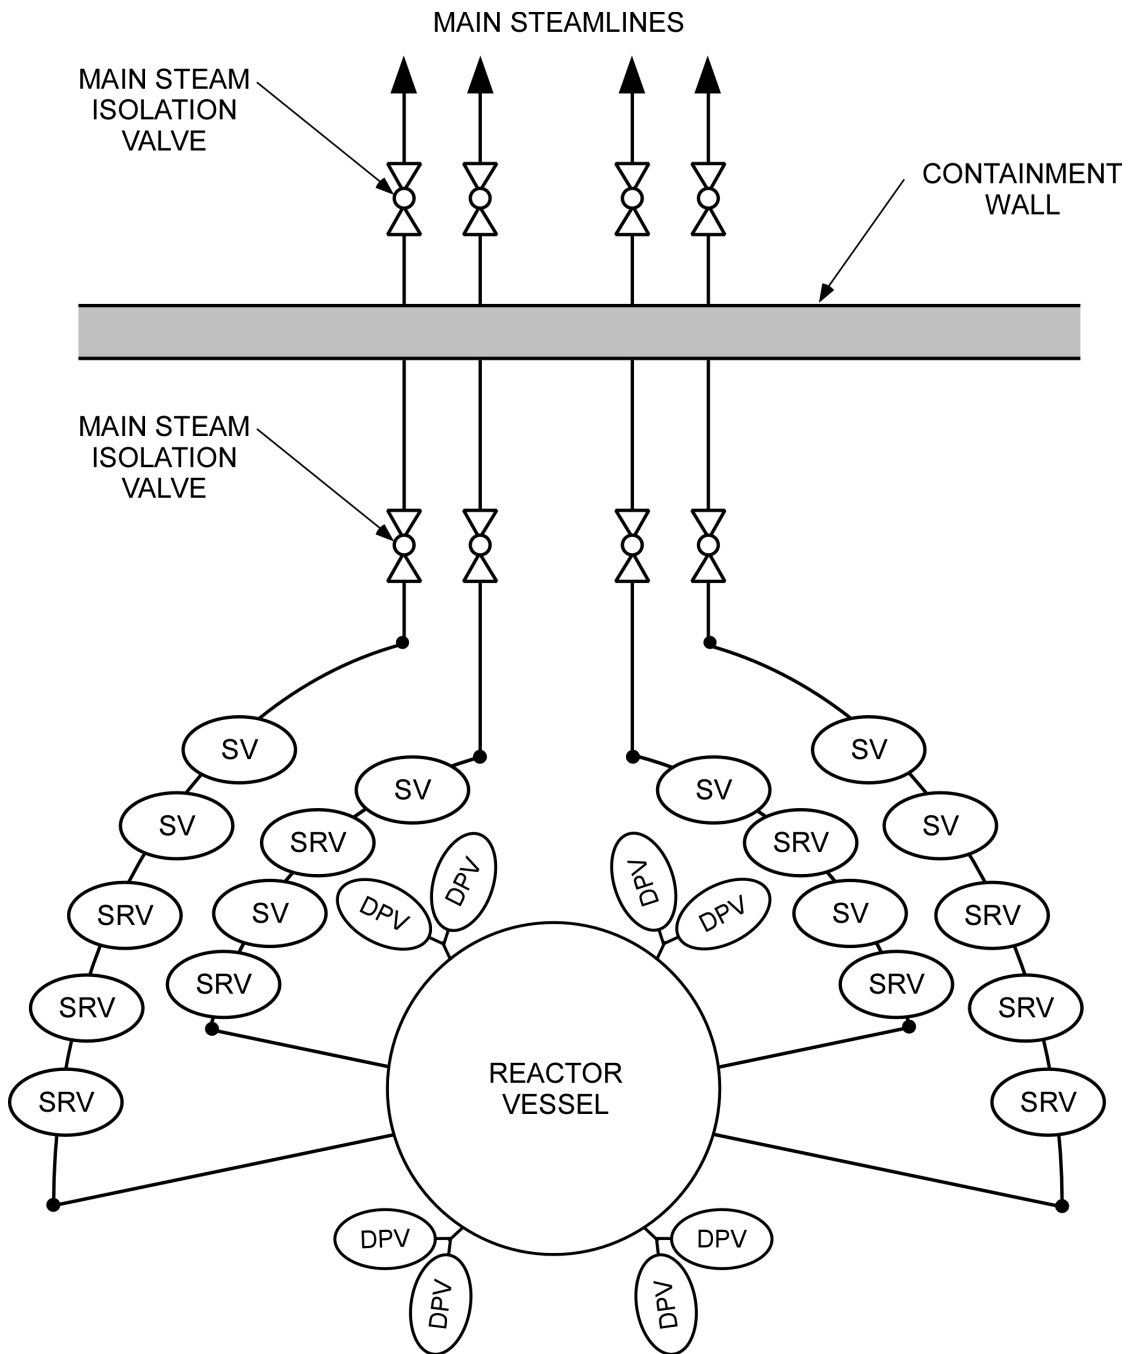 MAIN STEAMLINES
MAIN STEAM
ISOLATION
VALVE
CONTAINMENT
WALL
MAIN STEAM
ISOLATION
VALVE
SV
SV
SV
SV
SV
SV
SRV
SRV
DPV
DPV
DPV
DPV
SRV
SV
SV
SRV
SRV
SRV
SRV
SRV
REACTOR
VESSEL
SRV
SRV
DPV
DPV
DPV
DPV